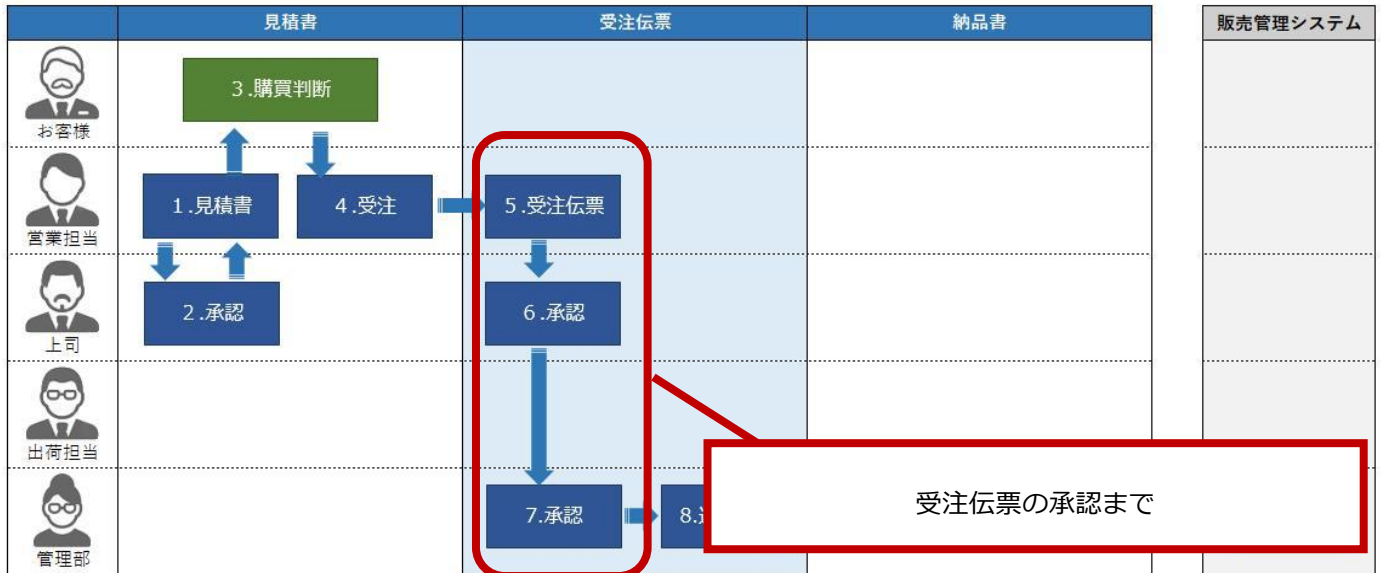 見積書
受注伝票
納品書
販売管理システム
お客様
3.購買判断
営業担当
1.見積書
4.受注
5.受注伝票
上司
2.承認
6.承認
出荷担当
管理部
7.承認
8.
受注伝票の承認まで